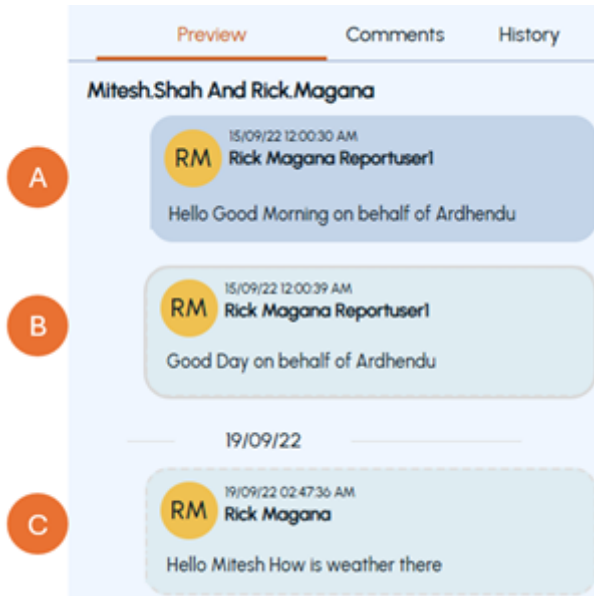 Preview Comments History
Mitesh.Shah And Rick.Magana
A
RM
15/09/22 12:00:30 AM
Rick Magana Reportuser1
Hello Good Morning on behalf of Ardhendu
B
RM
15/09/22 12:00:39 AM
Rick Magana Reportuser1
Good Day on behalf of Ardhendu
19/09/22
C
RM
19/09/22 02:47:36 AM
Rick Magana
Hello Mitesh How is weather there